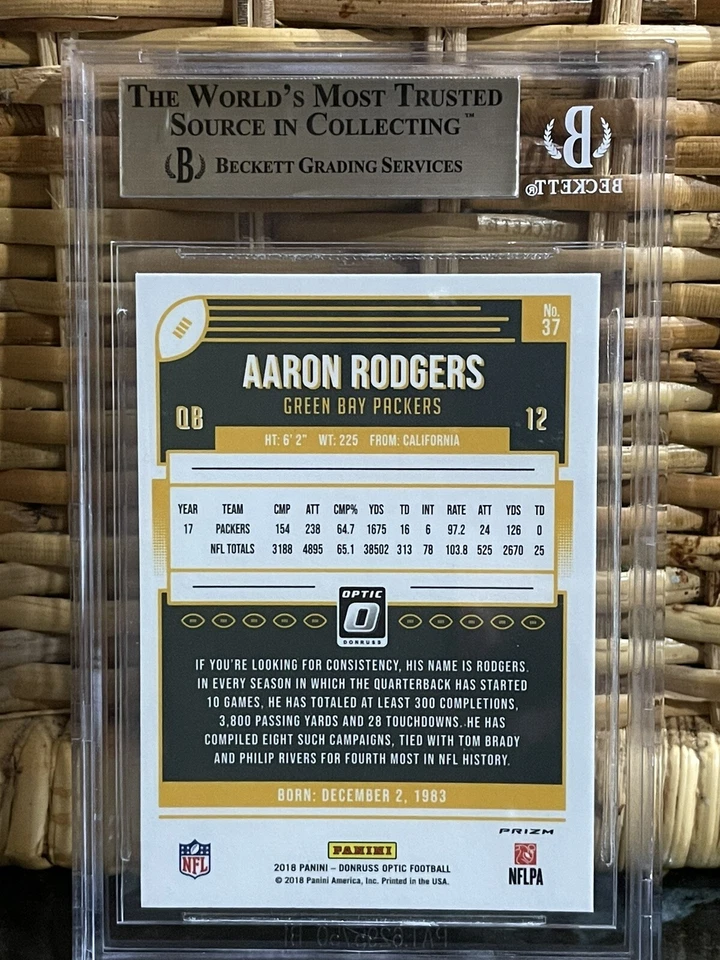 THE WORLD'S MOST TRUSTED
SOURCE IN COLLECTING™
B BECKETT GRADING SERVICES
B
BECKETT®
No.
37
AARON RODGERS
GREEN BAY PACKERS
QB 12
HT: 6' 2" WT: 225 FROM: CALIFORNIA
YEAR TEAM CMP ATT CMP% YDS TD INT RATE ATT YDS TD
17 PACKERS 154 238 64.7 1675 16 6 97.2 24 126 0
NFL TOTALS 3188 4895 65.1 38502 313 78 103.8 525 2670 25
OPTIC
O
DONRUSS
IF YOU'RE LOOKING FOR CONSISTENCY, HIS NAME IS RODGERS.
IN EVERY SEASON IN WHICH THE QUARTERBACK HAS STARTED
10 GAMES, HE HAS TOTALED AT LEAST 300 COMPLETIONS,
3,800 PASSING YARDS AND 28 TOUCHDOWNS. HE HAS
COMPILED EIGHT SUCH CAMPAIGNS, TIED WITH TOM BRADY
AND PHILIP RIVERS FOR FOURTH MOST IN NFL HISTORY.
BORN: DECEMBER 2, 1983
PRIZM
NFL
PANINI
2018 PANINI – DONRUSS OPTIC FOOTBALL
© 2018 Panini America, Inc. Printed in the USA.
NFLPA